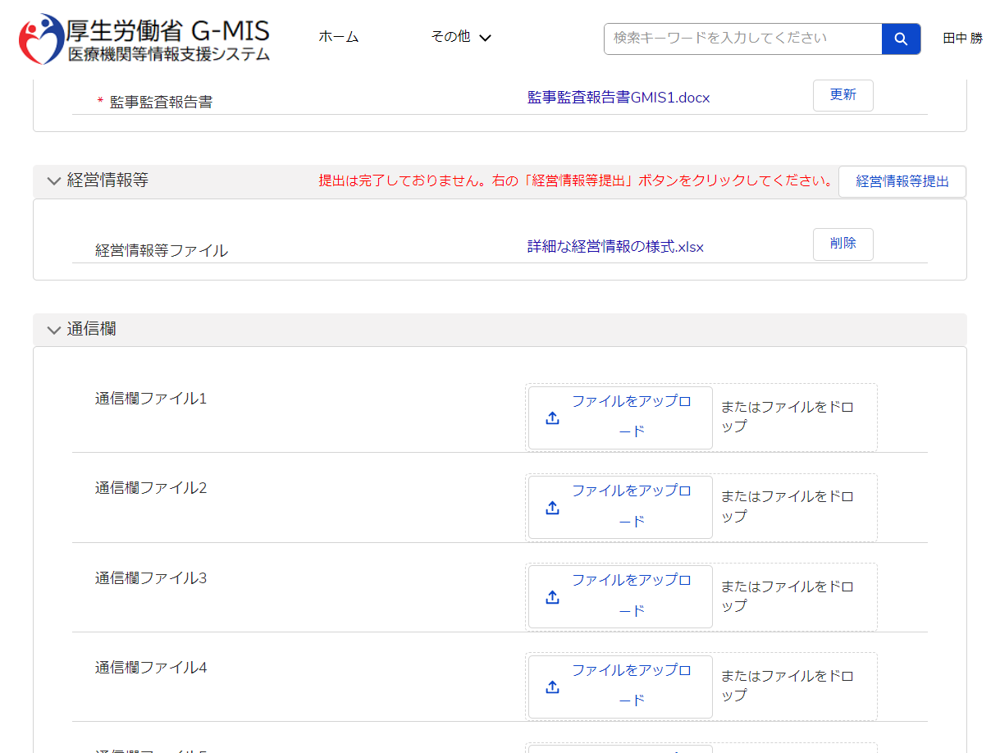 厚生労働省 G-MIS
医療機関等情報支援システム
ホーム
その他
検索キーワードを入力してください
田中 勝
* 監事監査報告書
監事監査報告書GMIS1.docx
更新
経営情報等
提出は完了しておりません。右の「経営情報等提出」ボタンをクリックしてください。
経営情報等提出
経営情報等ファイル
詳細な経営情報の様式.xlsx
削除
通信欄
通信欄ファイル1
ファイルをアップロ
ード
またはファイルをドロ
ップ
通信欄ファイル2
ファイルをアップロ
ード
またはファイルをドロ
ップ
通信欄ファイル3
ファイルをアップロ
ード
またはファイルをドロ
ップ
通信欄ファイル4
ファイルをアップロ
ード
またはファイルをドロ
ップ